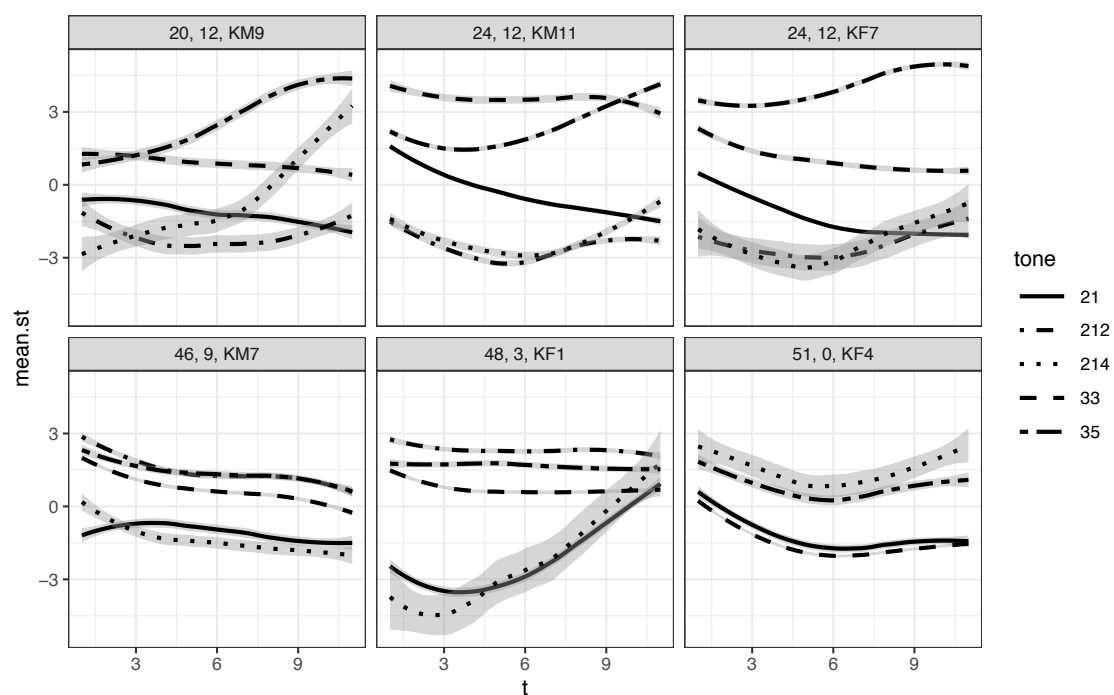 20, 12, KM9
24, 12, KM11
24, 12, KF7
3
0
−3
46, 9, KM7
48, 3, KF1
51, 0, KF4
3
0
−3
3 6 9
3 6 9
3 6 9
t
mean.st
tone
21
212
214
33
35